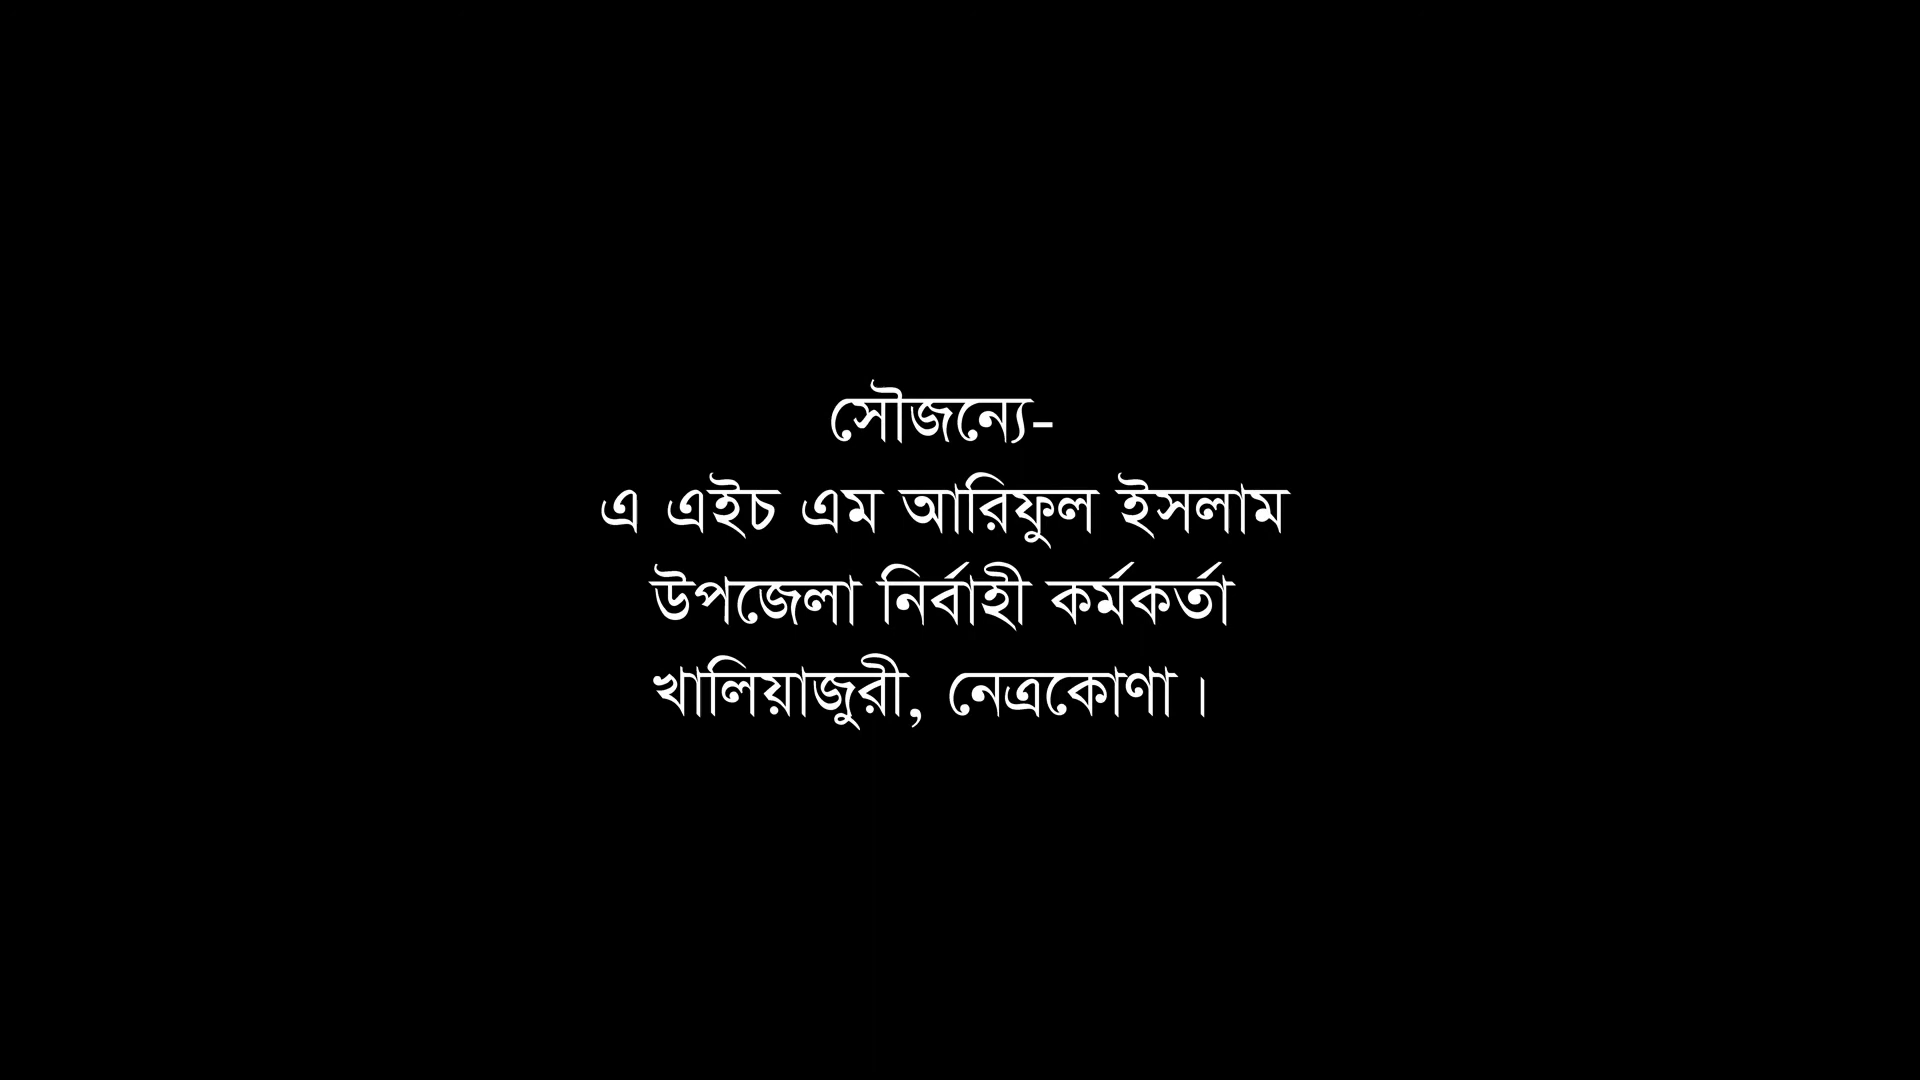 সৌজন্যে-
এ এইচ এম আরিফুল ইসলাম
উপজেলা নির্বাহী কর্মকর্তা
খালিয়াজুরী, নেত্রকোণা।